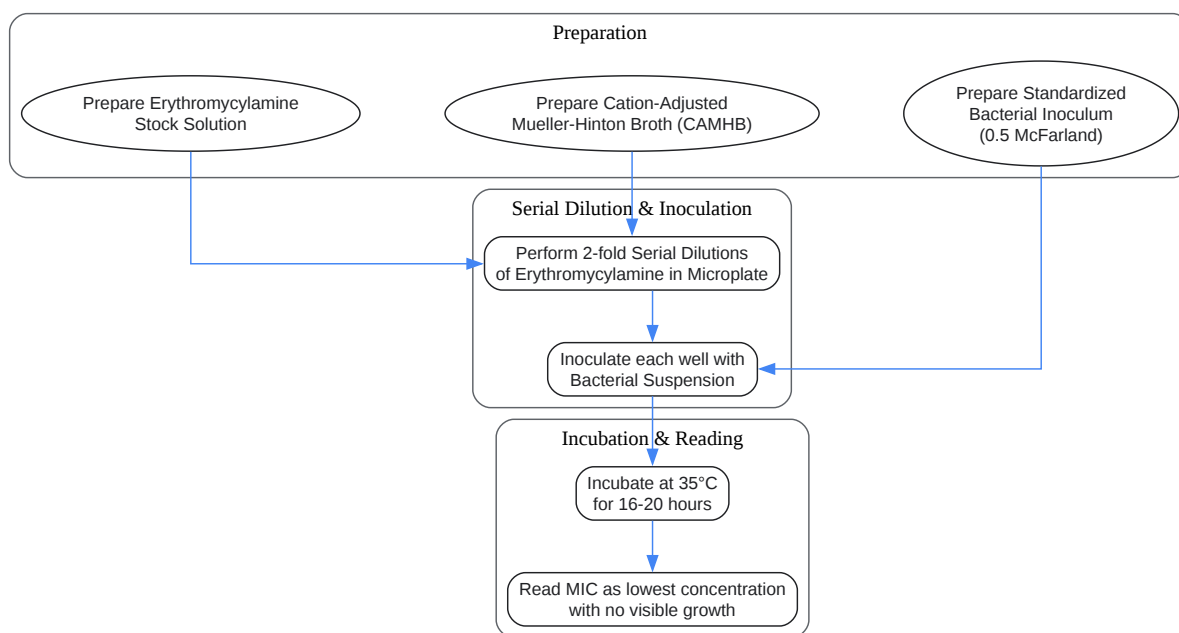 Preparation
Prepare Erythromycylamine
Stock Solution
Prepare Cation-Adjusted
Mueller-Hinton Broth (CAMHB)
Prepare Standardized
Bacterial Inoculum
(0.5 McFarland)
Serial Dilution & Inoculation
Perform 2-fold Serial Dilutions
of Erythromycylamine in Microplate
Inoculate each well with
Bacterial Suspension
Incubation & Reading
Incubate at 35°C
for 16-20 hours
Read MIC as lowest concentration
with no visible growth